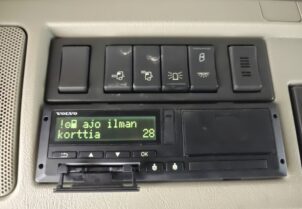 VOLVO
!⊙ ajo ilman
korttia 28
OK